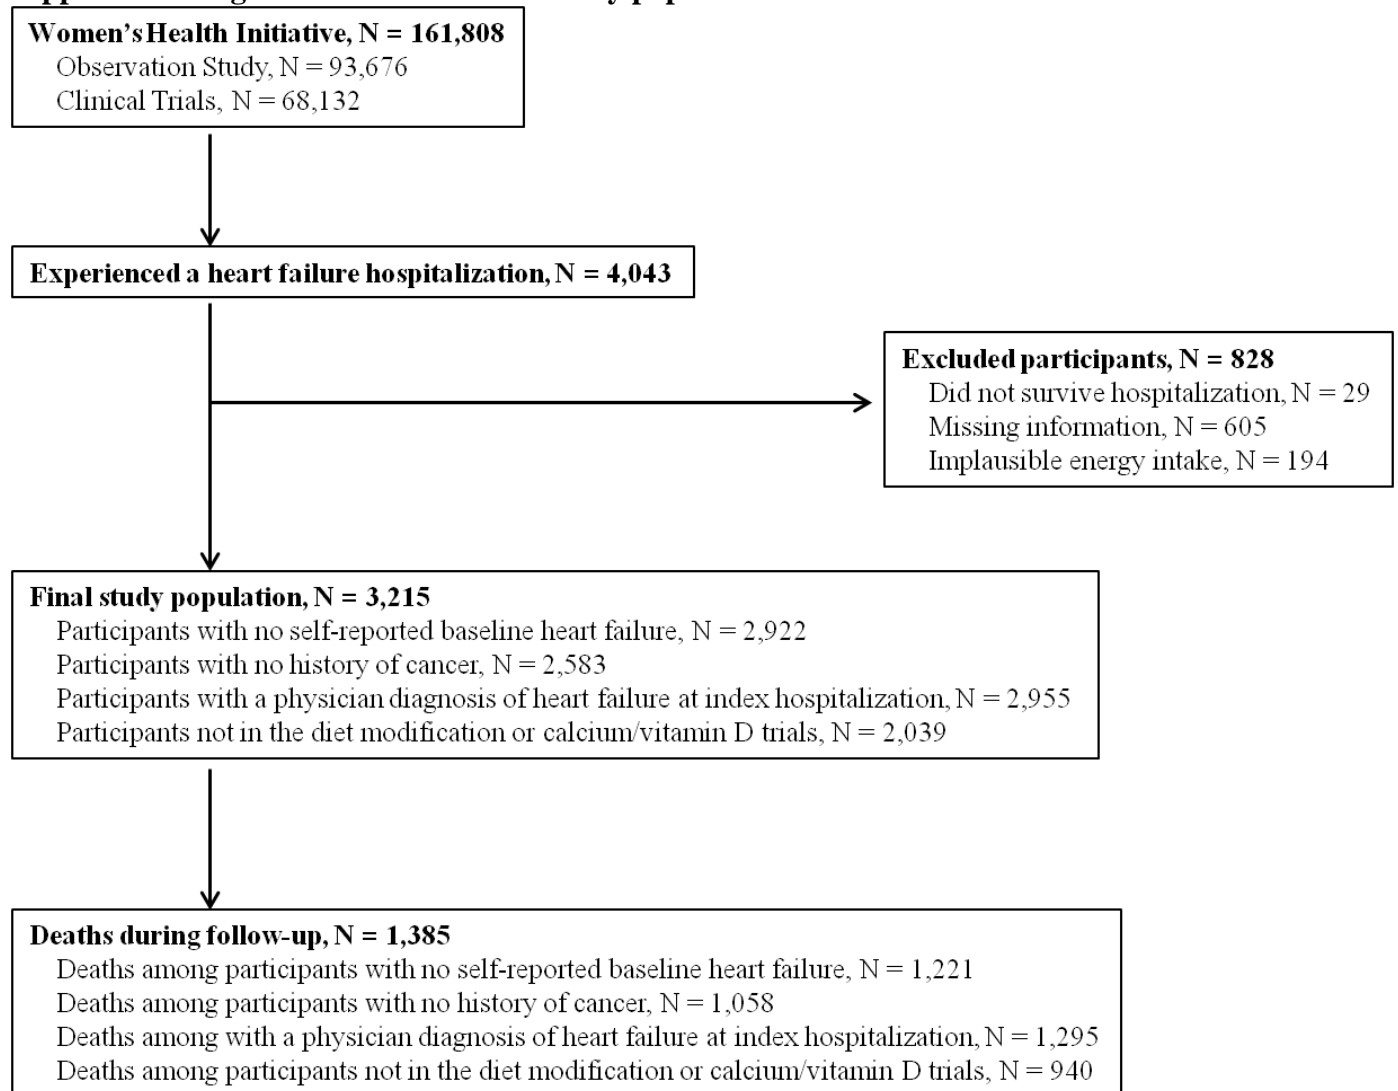 Women's Health Initiative, N = 161,808
Observation Study, N = 93,676
Clinical Trials, N = 68,132
Experienced a heart failure hospitalization, N = 4,043
Excluded participants, N = 828
Did not survive hospitalization, N = 29
Missing information, N = 605
Implausible energy intake, N = 194
Final study population, N = 3,215
Participants with no self-reported baseline heart failure, N = 2,922
Participants with no history of cancer, N = 2,583
Participants with a physician diagnosis of heart failure at index hospitalization, N = 2,955
Participants not in the diet modification or calcium/vitamin D trials, N = 2,039
Deaths during follow-up, N = 1,385
Deaths among participants with no self-reported baseline heart failure, N = 1,221
Deaths among participants with no history of cancer, N = 1,058
Deaths among with a physician diagnosis of heart failure at index hospitalization, N = 1,295
Deaths among participants not in the diet modification or calcium/vitamin D trials, N = 940